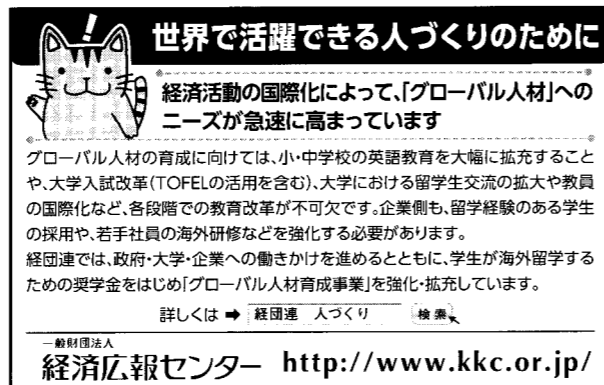 !
世界で活躍できる人づくりのために
経済活動の国際化によって、「グローバル人材」への
ニーズが急速に高まっています
グローバル人材の育成に向けては、小・中学校の英語教育を大幅に拡充すること
や、大学入試改革(TOFELの活用を含む)、大学における留学生交流の拡大や教員
の国際化など、各段階での教育改革が不可欠です。企業側も、留学経験のある学生
の採用や、若手社員の海外研修などを強化する必要があります。
経団連では、政府・大学・企業への働きかけを進めるとともに、学生が海外留学する
ための奨学金をはじめ「グローバル人材育成事業」を強化・拡充しています。
詳しくは ➡ 経団連 人づくり 検索
一般財団法人
経済広報センター http://www.kkc.or.jp/